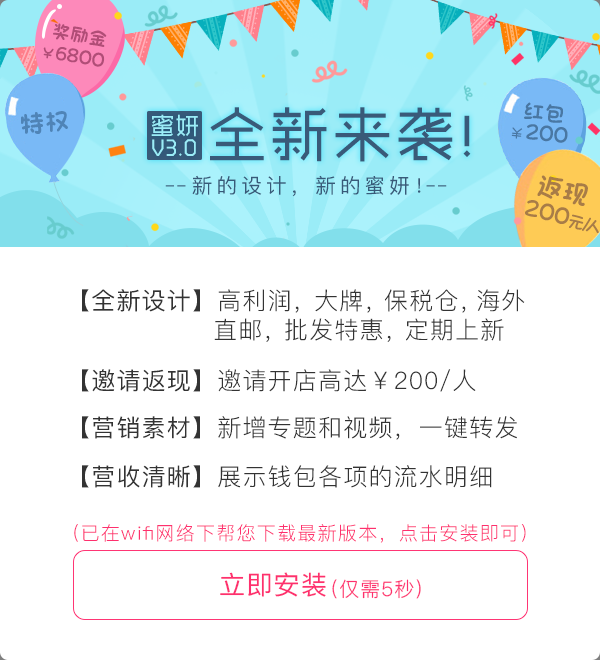 奖励金
¥6800
特权
红包
¥200
返现
200元/人
蜜妍
V3.0
全新来袭!
--新的设计，新的蜜妍!--
【全新设计】高利润，大牌，保税仓，海外
直邮，批发特惠，定期上新
【邀请返现】邀请开店高达￥200/人
【营销素材】新增专题和视频，一键转发
【营收清晰】展示钱包各项的流水明细
(已在wifi网络下帮您下载最新版本，点击安装即可)
立即安装(仅需5秒)